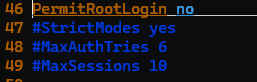 46 PermitRootLogin no
47 #StrictModes yes
48 #MaxAuthTries 6
49 #MaxSessions 10